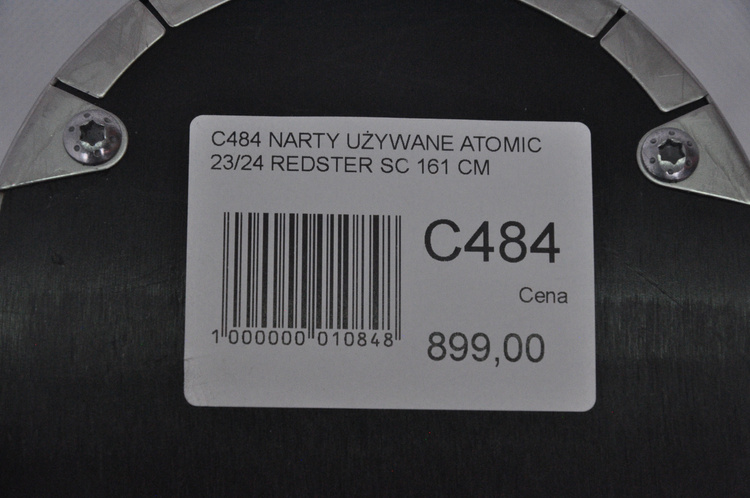 C484 NARTY UŻYWANE ATOMIC
23/24 REDSTER SC 161 CM
C484
Cena
1 000000 010848
899,00